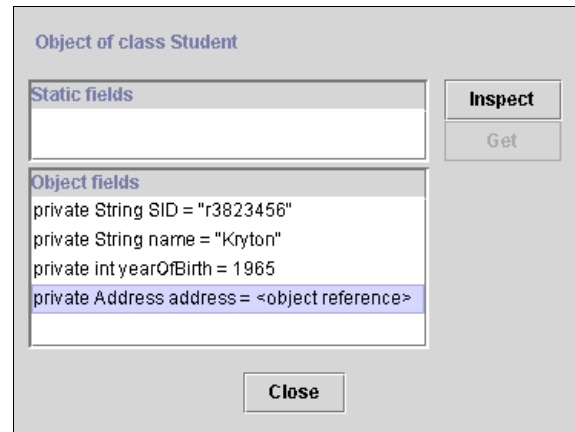 Object of class Student
Static fields
Inspect
Get
Object fields
private String SID = "r3823456"
private String name = "Kryton"
private int yearOfBirth = 1965
private Address address = <object reference>
Close